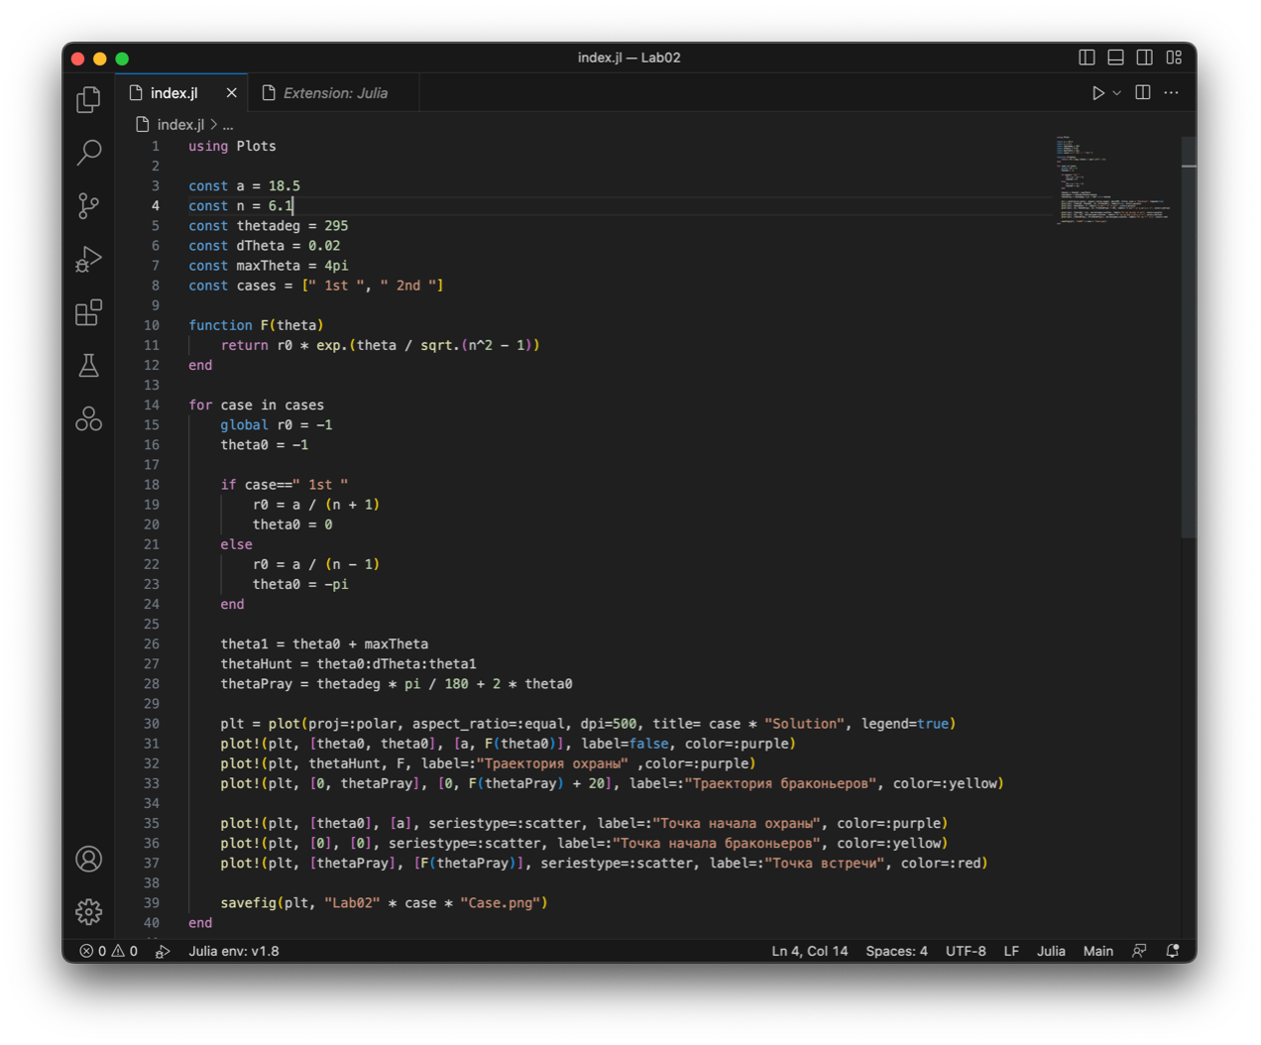 index.jl — Lab02
index.jl
Extension: Julia
index.jl > ...
1 using Plots
2
3 const a = 18.5
4 const n = 6.1
5 const thetadeg = 295
6 const dTheta = 0.02
7 const maxTheta = 4pi
8 const cases = [" 1st ", " 2nd "]
9
10 function F(theta)
11     return r0 * exp.(theta / sqrt.(n^2 - 1))
12 end
13
14 for case in cases
15     global r0 = -1
16     theta0 = -1
17
18     if case==" 1st "
19         r0 = a / (n + 1)
20         theta0 = 0
21     else
22         r0 = a / (n - 1)
23         theta0 = -pi
24     end
25
26     theta1 = theta0 + maxTheta
27     thetaHunt = theta0:dTheta:theta1
28     thetaPray = thetadeg * pi / 180 + 2 * theta0
29
30     plt = plot(proj=:polar, aspect_ratio=:equal, dpi=500, title= case * "Solution", legend=true)
31     plot!(plt, [theta0, theta0], [a, F(theta0)], label=false, color=:purple)
32     plot!(plt, thetaHunt, F, label=:"Траектория охраны" ,color=:purple)
33     plot!(plt, [0, thetaPray], [0, F(thetaPray) + 20], label=:"Траектория браконьеров", color=:yellow)
34
35     plot!(plt, [theta0], [a], seriestype=:scatter, label=:"Точка начала охраны", color=:purple)
36     plot!(plt, [0], [0], seriestype=:scatter, label=:"Точка начала браконьеров", color=:yellow)
37     plot!(plt, [thetaPray], [F(thetaPray)], seriestype=:scatter, label=:"Точка встречи", color=:red)
38
39     savefig(plt, "Lab02" * case * "Case.png")
40 end
0 0 Julia env: v1.8 Ln 4, Col 14 Spaces: 4 UTF-8 LF Julia Main